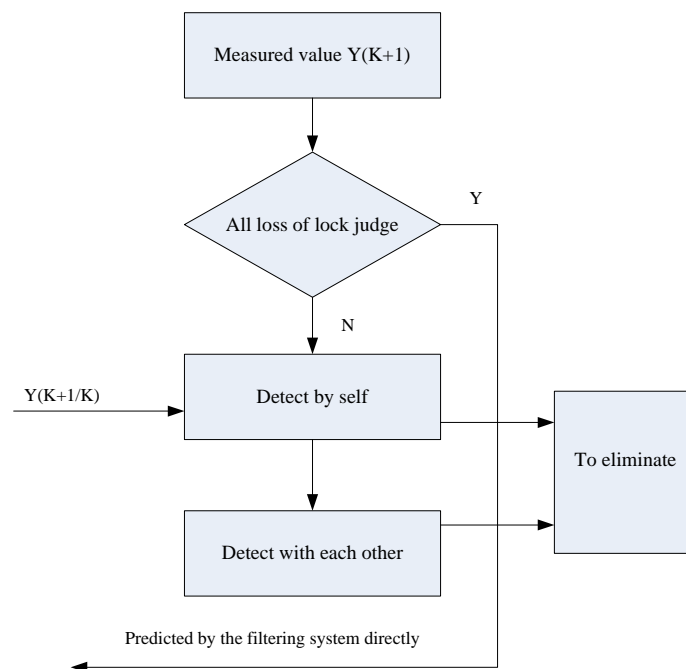 Measured value Y(K+1)
All loss of lock judge
Y
N
Y(K+1/K)
Detect by self
To eliminate
Detect with each other
Predicted by the filtering system directly